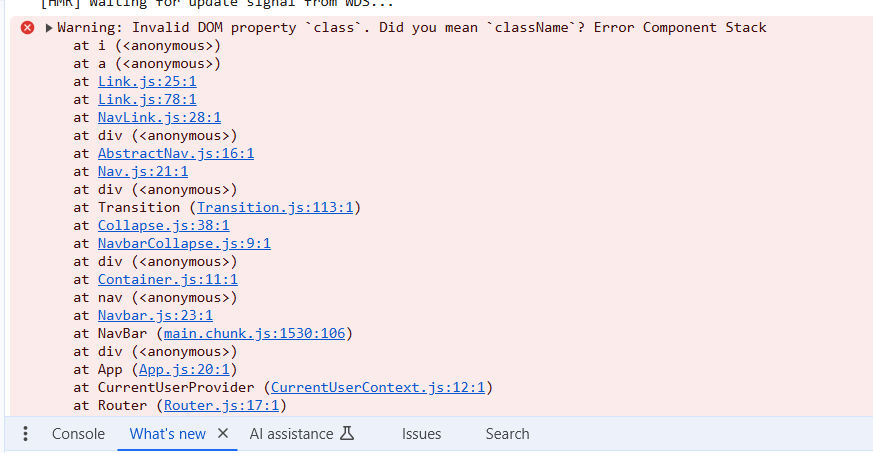 [HMR] Waiting for update signal from WDS...
Warning: Invalid DOM property `class`. Did you mean `className`? Error Component Stack
at i (<anonymous>)
at a (<anonymous>)
at Link.js:25:1
at Link.js:78:1
at NavLink.js:28:1
at div (<anonymous>)
at AbstractNav.js:16:1
at Nav.js:21:1
at div (<anonymous>)
at Transition (Transition.js:113:1)
at Collapse.js:38:1
at NavbarCollapse.js:9:1
at div (<anonymous>)
at Container.js:11:1
at nav (<anonymous>)
at Navbar.js:23:1
at NavBar (main.chunk.js:1530:106)
at div (<anonymous>)
at App (App.js:20:1)
at CurrentUserProvider (CurrentUserContext.js:12:1)
at Router (Router.js:17:1)
Console What's new AI assistance Issues Search